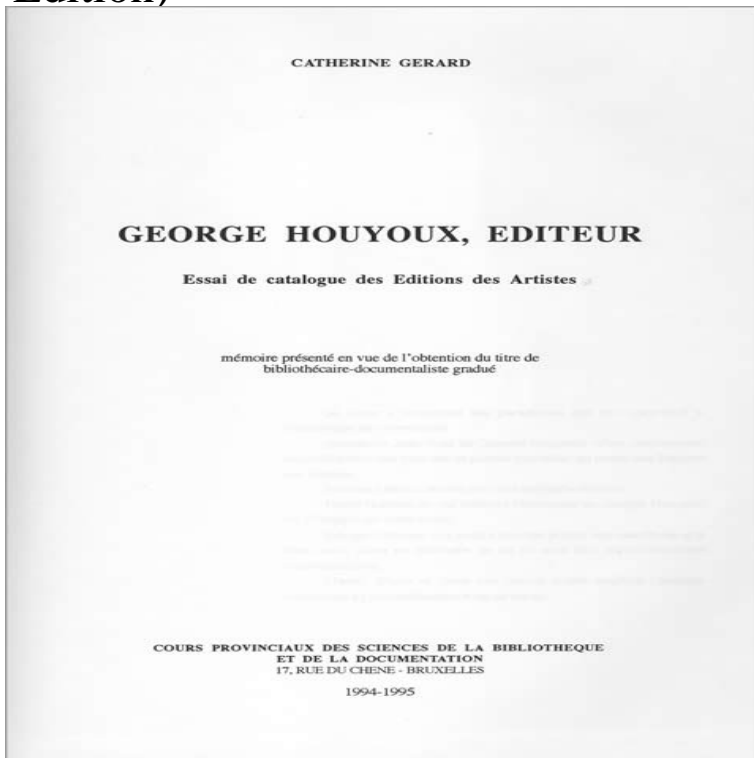 CATHERINE GERARD
GEORGE HOUYOUX, EDITEUR
Essai de catalogue des Editions des Artistes
mémoire présenté en vue de l'obtention du titre de
bibliothécaire-documentaliste gradué
COURS PROVINCIAUX DES SCIENCES DE LA BIBLIOTHEQUE
ET DE LA DOCUMENTATION
17, RUE DU CHENE - BRUXELLES
1994-1995